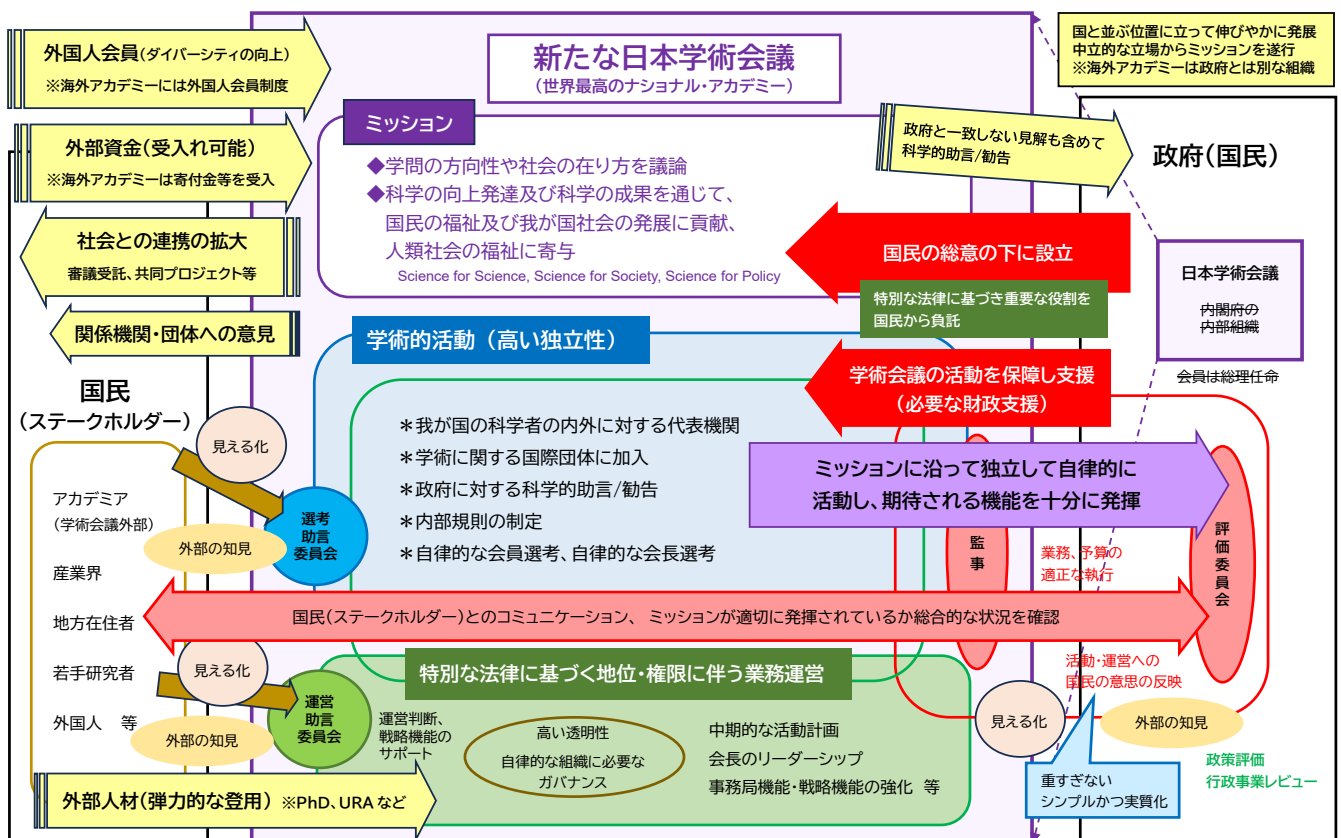 外国人会員(ダイバーシティの向上)
※海外アカデミーには外国人会員制度
新たな日本学術会議
(世界最高のナショナル・アカデミー)
国と並ぶ位置に立って伸びやかに発展
中立的な立場からミッションを遂行
※海外アカデミーは政府とは別な組織
外部資金(受入れ可能)
※海外アカデミーは寄付金等を受入
ミッション
◆学問の方向性や社会の在り方を議論
◆科学の向上発達及び科学の成果を通じて、
国民の福祉及び我が国社会の発展に貢献、
人類社会の福祉に寄与
Science for Science, Science for Society, Science for Policy
政府と一致しない見解も含めて
科学的助言/勧告
政府(国民)
社会との連携の拡大
審議受託、共同プロジェクト等
国民の総意の下に設立
特別な法律に基づき重要な役割を
国民から負託
日本学術会議
内閣府の
内部組織
会員は総理任命
関係機関・団体への意見
学術的活動(高い独立性)
学術会議の活動を保障し支援
(必要な財政支援)
国民
(ステークホルダー)
見える化
アカデミア
(学術会議外部)
産業界
地方在住者
若手研究者
外国人 等
外部の知見
選考
助言
委員会
*我が国の科学者の内外に対する代表機関
*学術に関する国際団体に加入
*政府に対する科学的助言/勧告
*内部規則の制定
*自律的な会員選考、自律的な会長選考
ミッションに沿って独立して自律的に
活動し、期待される機能を十分に発揮
監事
業務、予算の
適正な執行
評価委員会
国民(ステークホルダー)とのコミュニケーション、 ミッションが適切に発揮されているか総合的な状況を確認
見える化
外部の知見
運営
助言
委員会
特別な法律に基づく地位・権限に伴う業務運営
運営判断、
戦略機能の
サポート
高い透明性
自律的な組織に必要な
ガバナンス
中期的な活動計画
会長のリーダーシップ
事務局機能・戦略機能の強化 等
活動・運営への
国民の意思の反映
見える化
外部の知見
政策評価
行政事業レビュー
重すぎない
シンプルかつ実質化
外部人材(弾力的な登用) ※PhD、URAなど